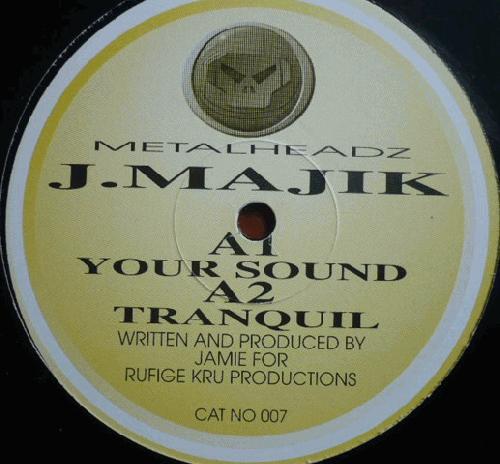 METALHEADZ
J.MAJIK
A1
YOUR SOUND
A2
TRANQUIL
WRITTEN AND PRODUCED BY
JAMIE FOR
RUFIGE KRU PRODUCTIONS
CAT NO 007